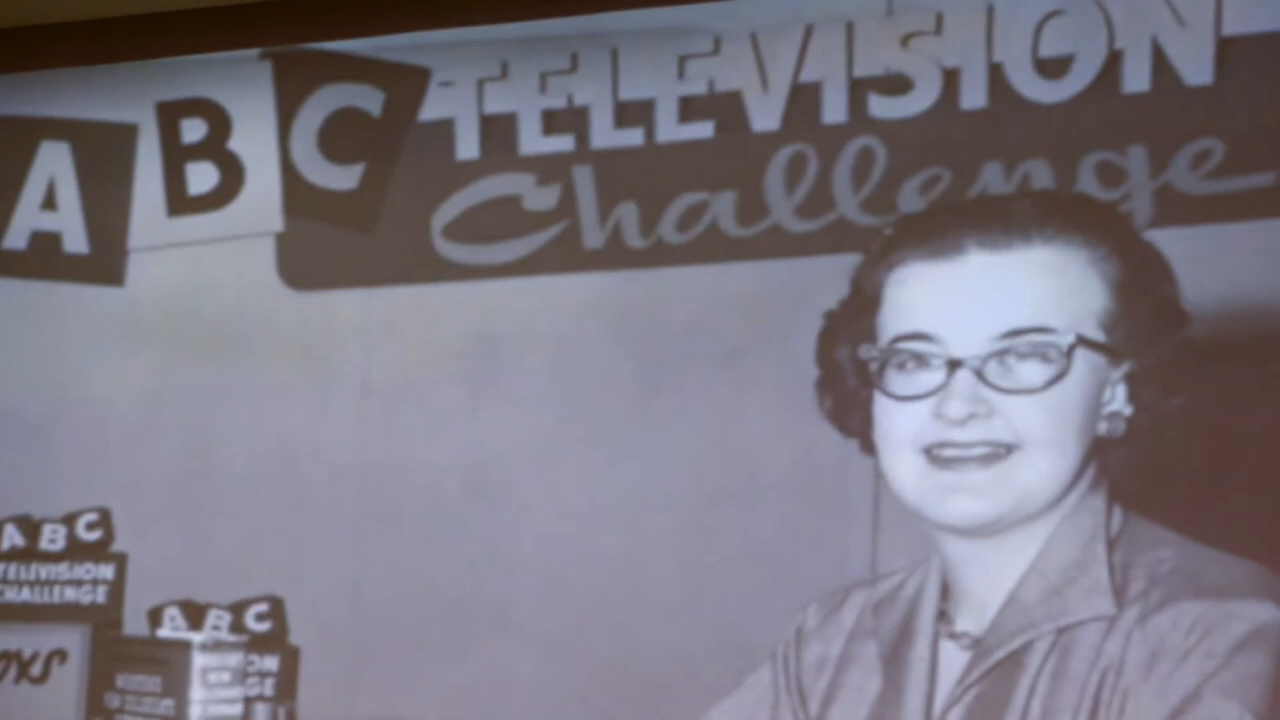 ABC TELEVISION
Challenge
ABC
TELEVISION
CHALLENGE
ABC